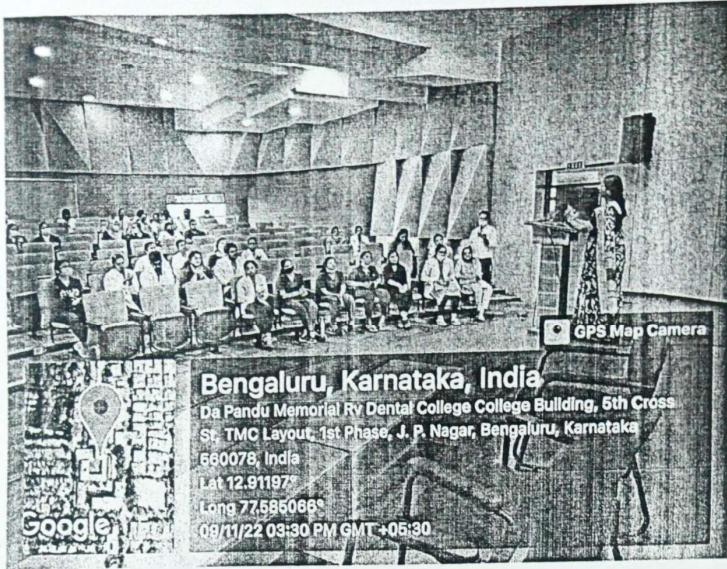 GPS Map Camera
Bengaluru, Karnataka, India
Da Pandu Memorial Rv Dental College College Building, 5th Cross
St, TMC Layout, 1st Phase, J. P. Nagar, Bengaluru, Karnataka
560078, India
Lat 12.91197°
Long 77.585066°
09/11/22 03:30 PM GMT +05:30
Google